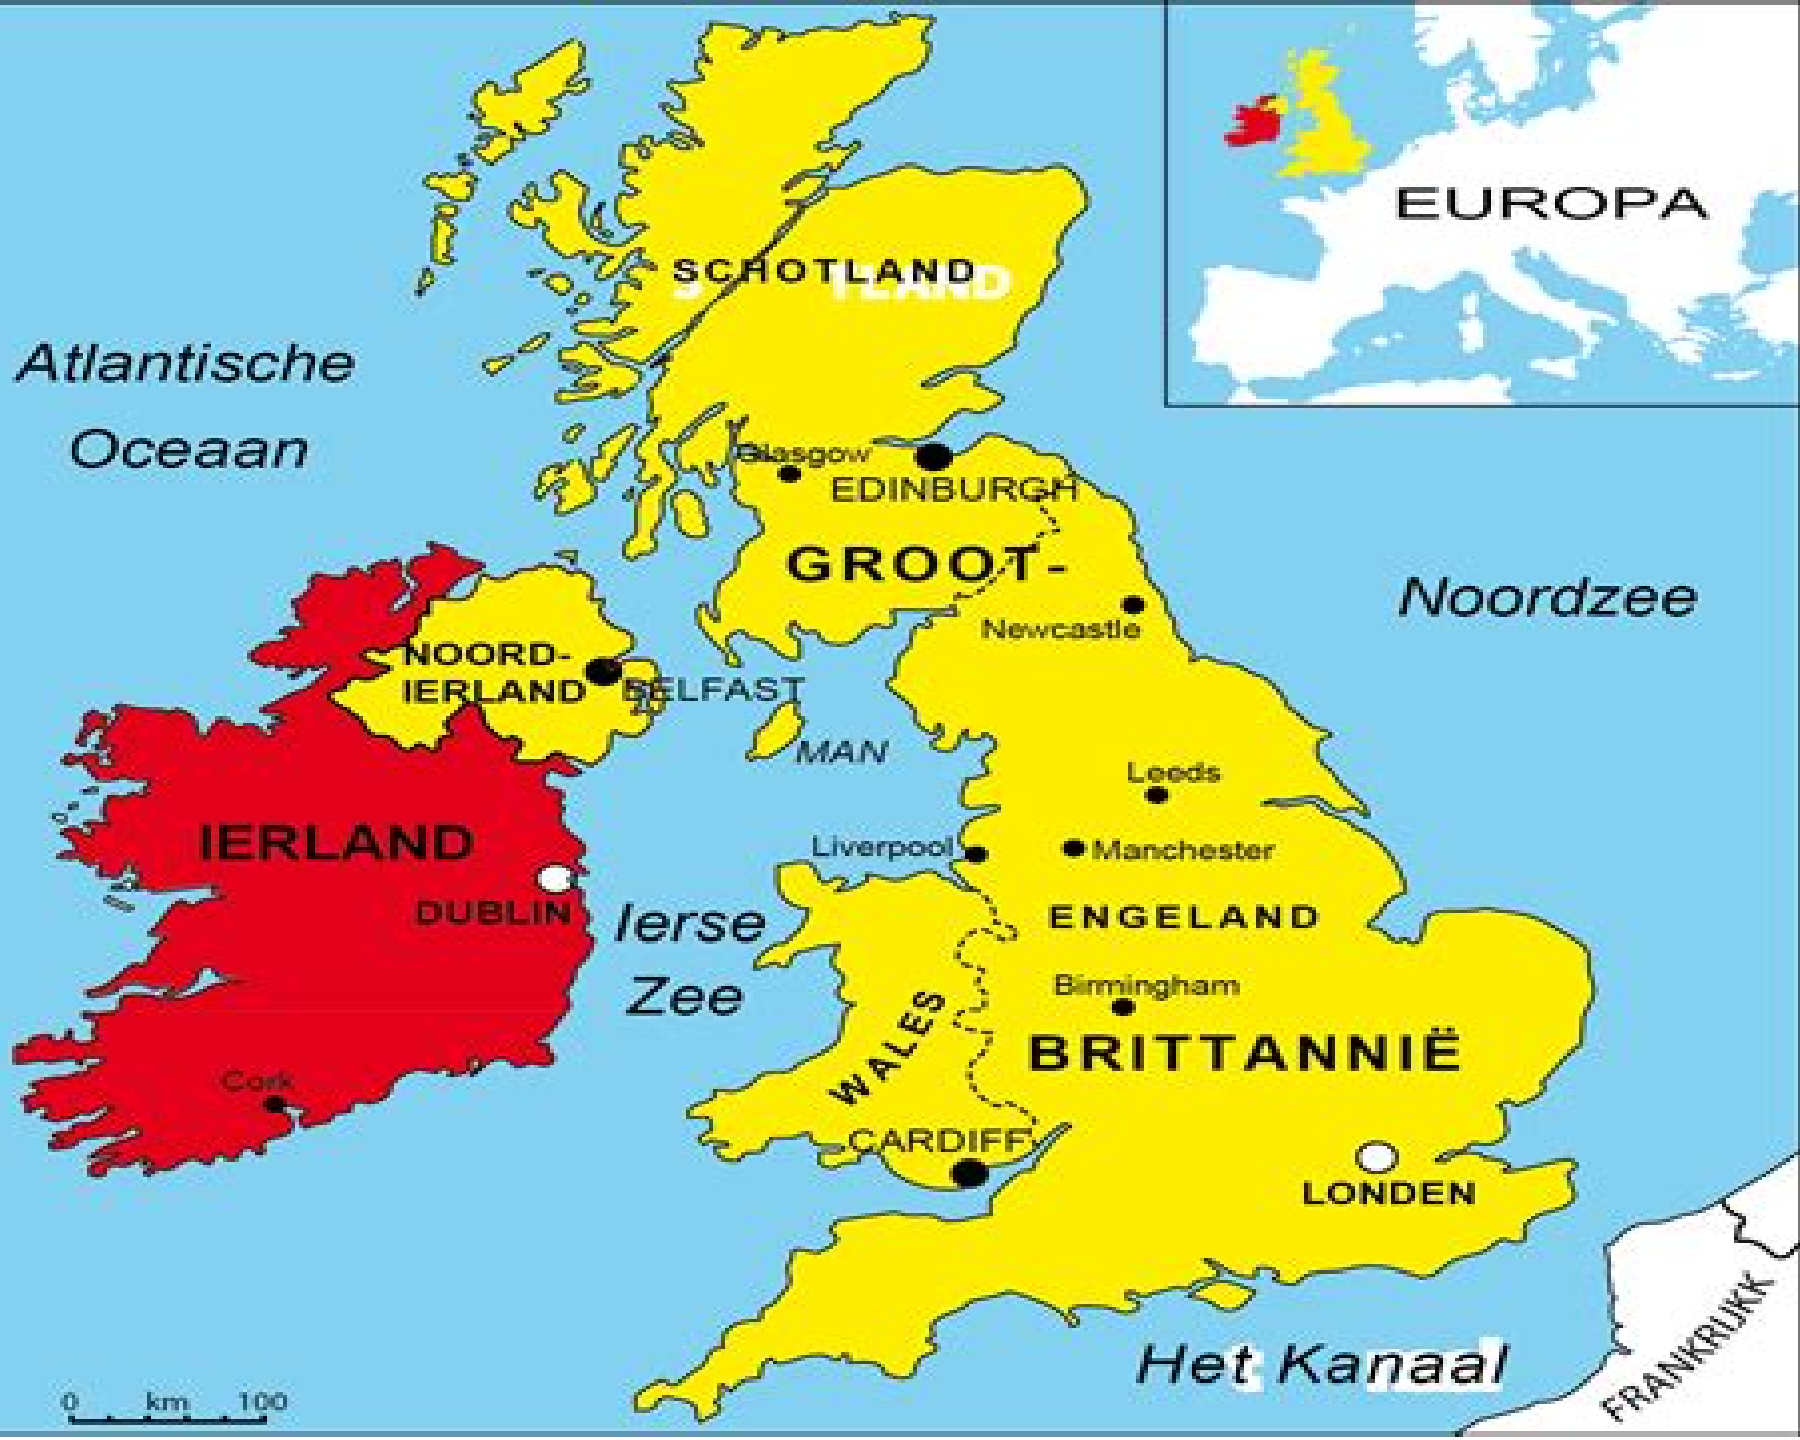 EUROPA
SCHOTLAND
Atlantische
Oceaan
Glasgow
EDINBURGH
GROOT-
Noordzee
Newcastle
NOORD-
IERLAND
BELFAST
MAN
Leeds
IERLAND
Liverpool
Manchester
DUBLIN
Ierse
Zee
ENGELAND
Birmingham
WALES
BRITTANNIË
Cork
CARDIFF
LONDEN
Het Kanaal
FRANKRIJKK
0 km 100